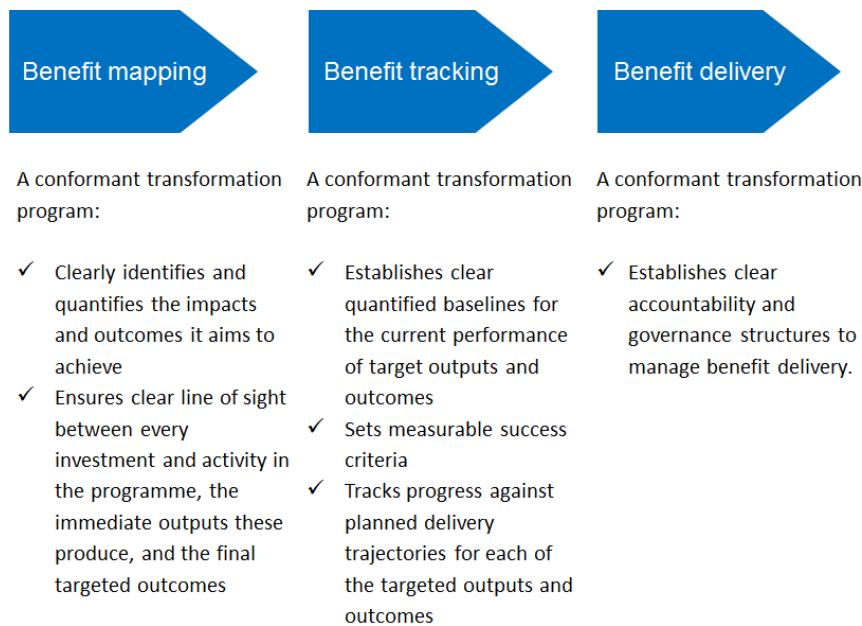 Benefit mapping
Benefit tracking
Benefit delivery
A conformant transformation
program:
✓ Clearly identifies and
quantifies the impacts
and outcomes it aims to
achieve
✓ Ensures clear line of sight
between every
investment and activity in
the programme, the
immediate outputs these
produce, and the final
targeted outcomes
A conformant transformation
program:
✓ Establishes clear
quantified baselines for
the current performance
of target outputs and
outcomes
✓ Sets measurable success
criteria
✓ Tracks progress against
planned delivery
trajectories for each of
the targeted outputs and
outcomes
A conformant transformation
program:
✓ Establishes clear
accountability and
governance structures to
manage benefit delivery.